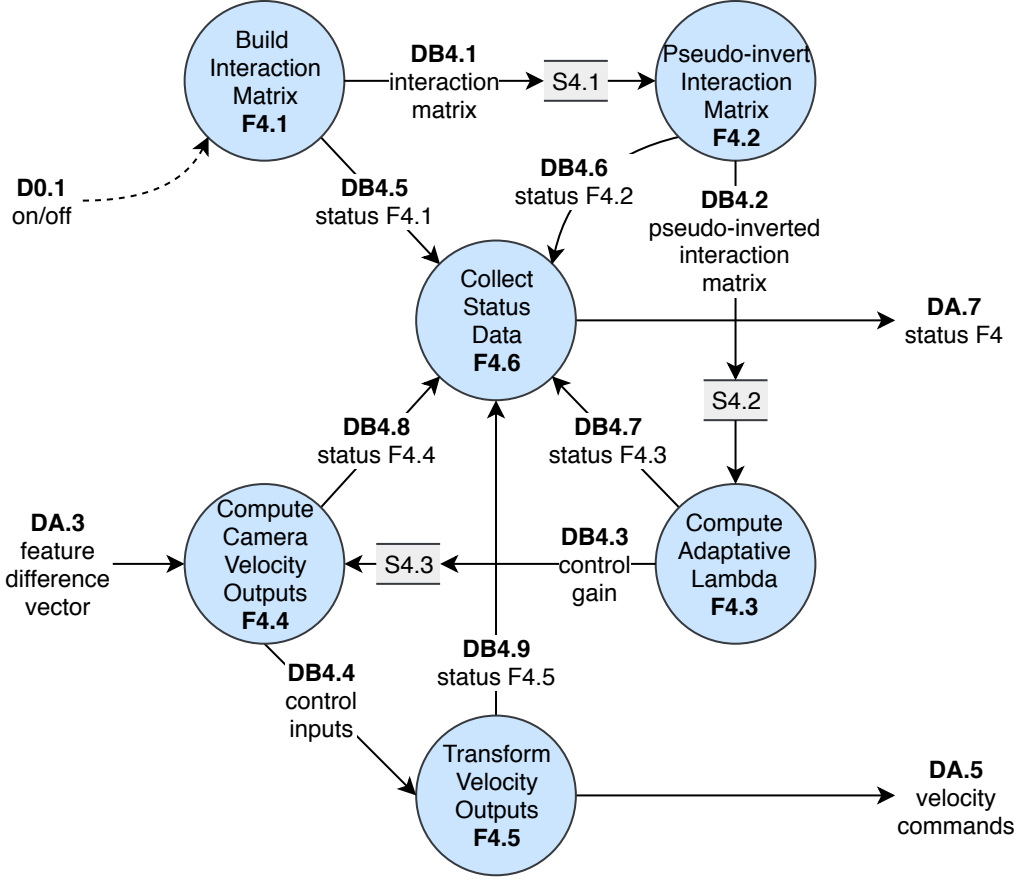 Build
Interaction
Matrix
F4.1
DB4.1
interaction
matrix
S4.1
Pseudo-invert
Interaction
Matrix
F4.2
D0.1
on/off
DB4.5
status F4.1
DB4.6
status F4.2
DB4.2
pseudo-inverted
interaction
matrix
Collect
Status
Data
F4.6
DA.7
status F4
S4.2
DB4.8
status F4.4
DB4.7
status F4.3
DA.3
feature
difference
vector
Compute
Camera
Velocity
Outputs
F4.4
S4.3
DB4.3
control
gain
Compute
Adaptative
Lambda
F4.3
DB4.4
control
inputs
DB4.9
status F4.5
Transform
Velocity
Outputs
F4.5
DA.5
velocity
commands